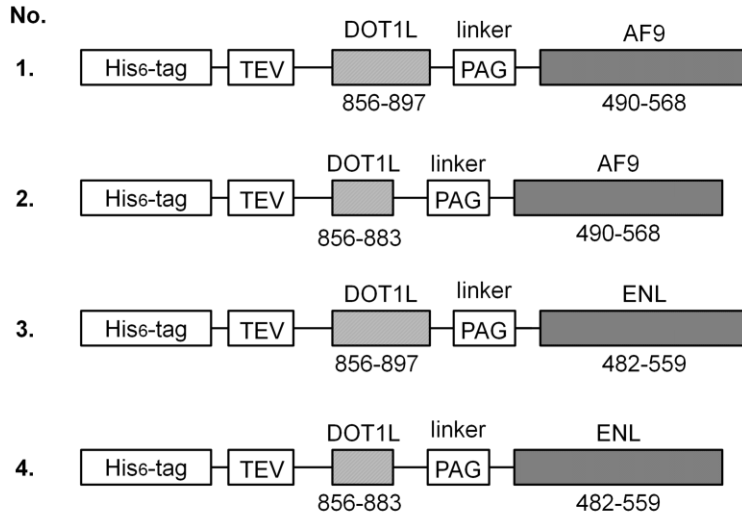 No.
DOT1L linker AF9
1. His6-tag TEV PAG
856-897 490-568
DOT1L linker AF9
2. His6-tag TEV PAG
856-883 490-568
DOT1L linker ENL
3. His6-tag TEV PAG
856-897 482-559
DOT1L linker ENL
4. His6-tag TEV PAG
856-883 482-559